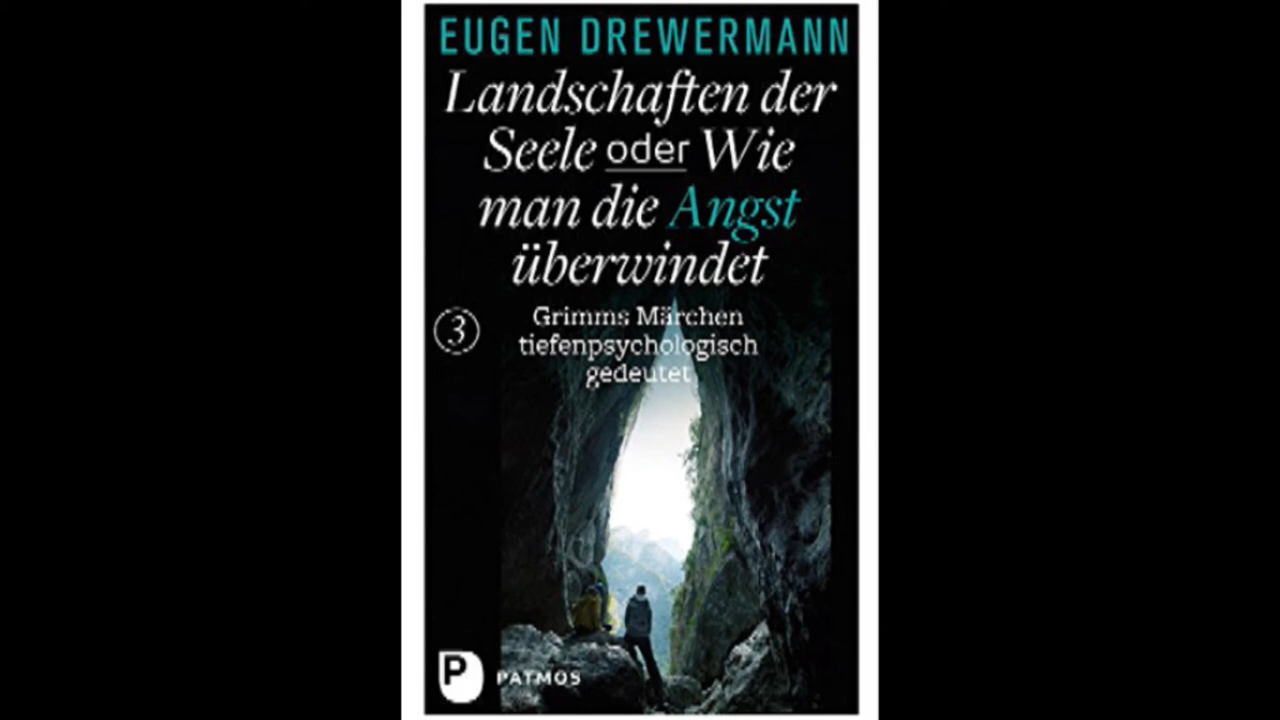 EUGEN DREWERMANN
Landschaften der
Seele oder Wie
man die Angst
überwindet
3
Grimms Märchen
tiefenpsychologisch
gedeutet
P
PATMOS